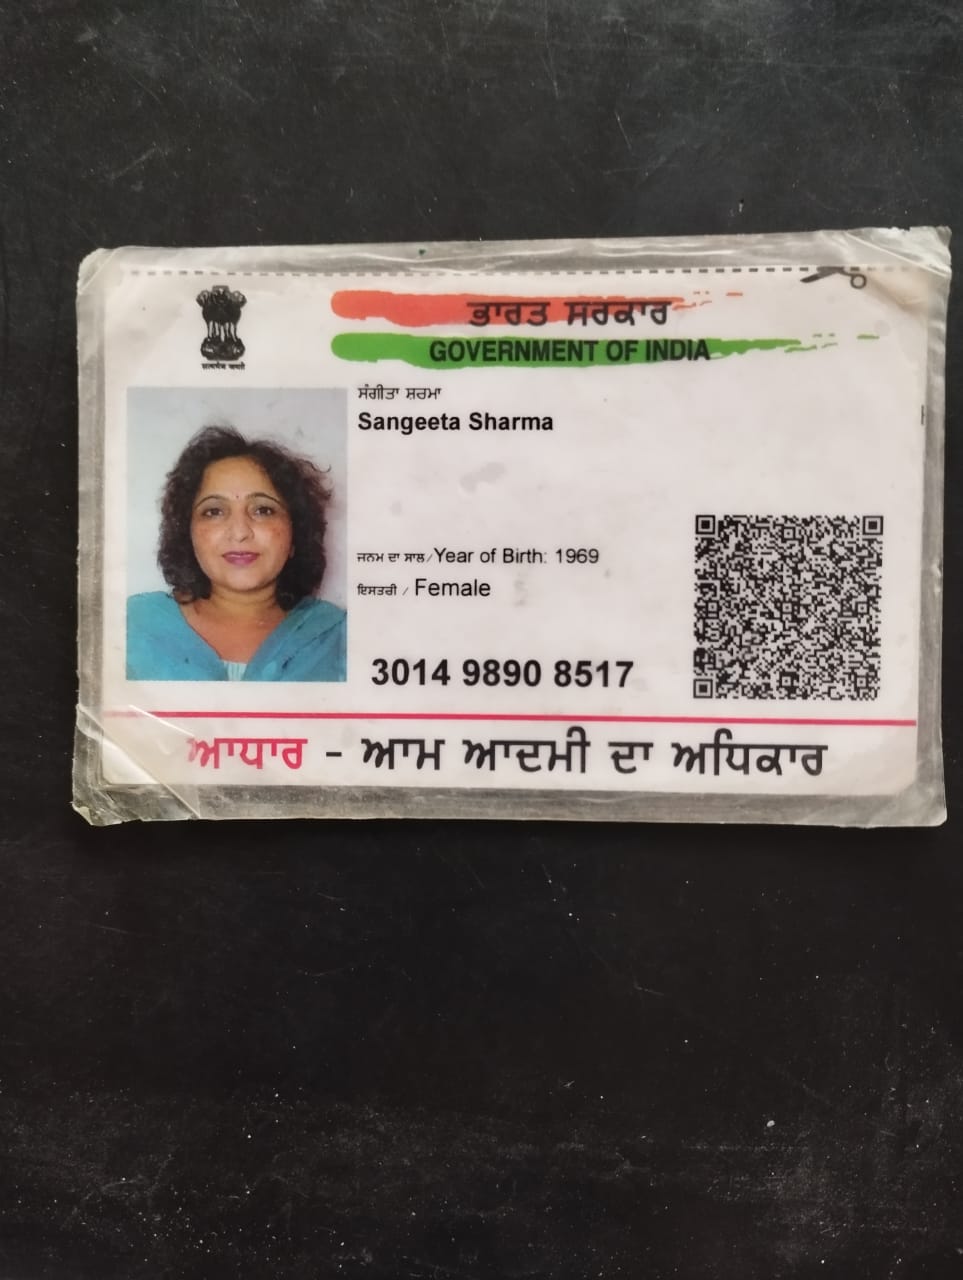 ਭਾਰਤ ਸਰਕਾਰ
GOVERNMENT OF INDIA
सत्यमेव जयते
ਸੰਗੀਤਾ ਸ਼ਰਮਾ
Sangeeta Sharma
ਜਨਮ ਦਾ ਸਾਲ/Year of Birth: 1969
ਇਸਤਰੀ / Female
3014 9890 8517
ਆਧਾਰ - ਆਮ ਆਦਮੀ ਦਾ ਅਧਿਕਾਰ